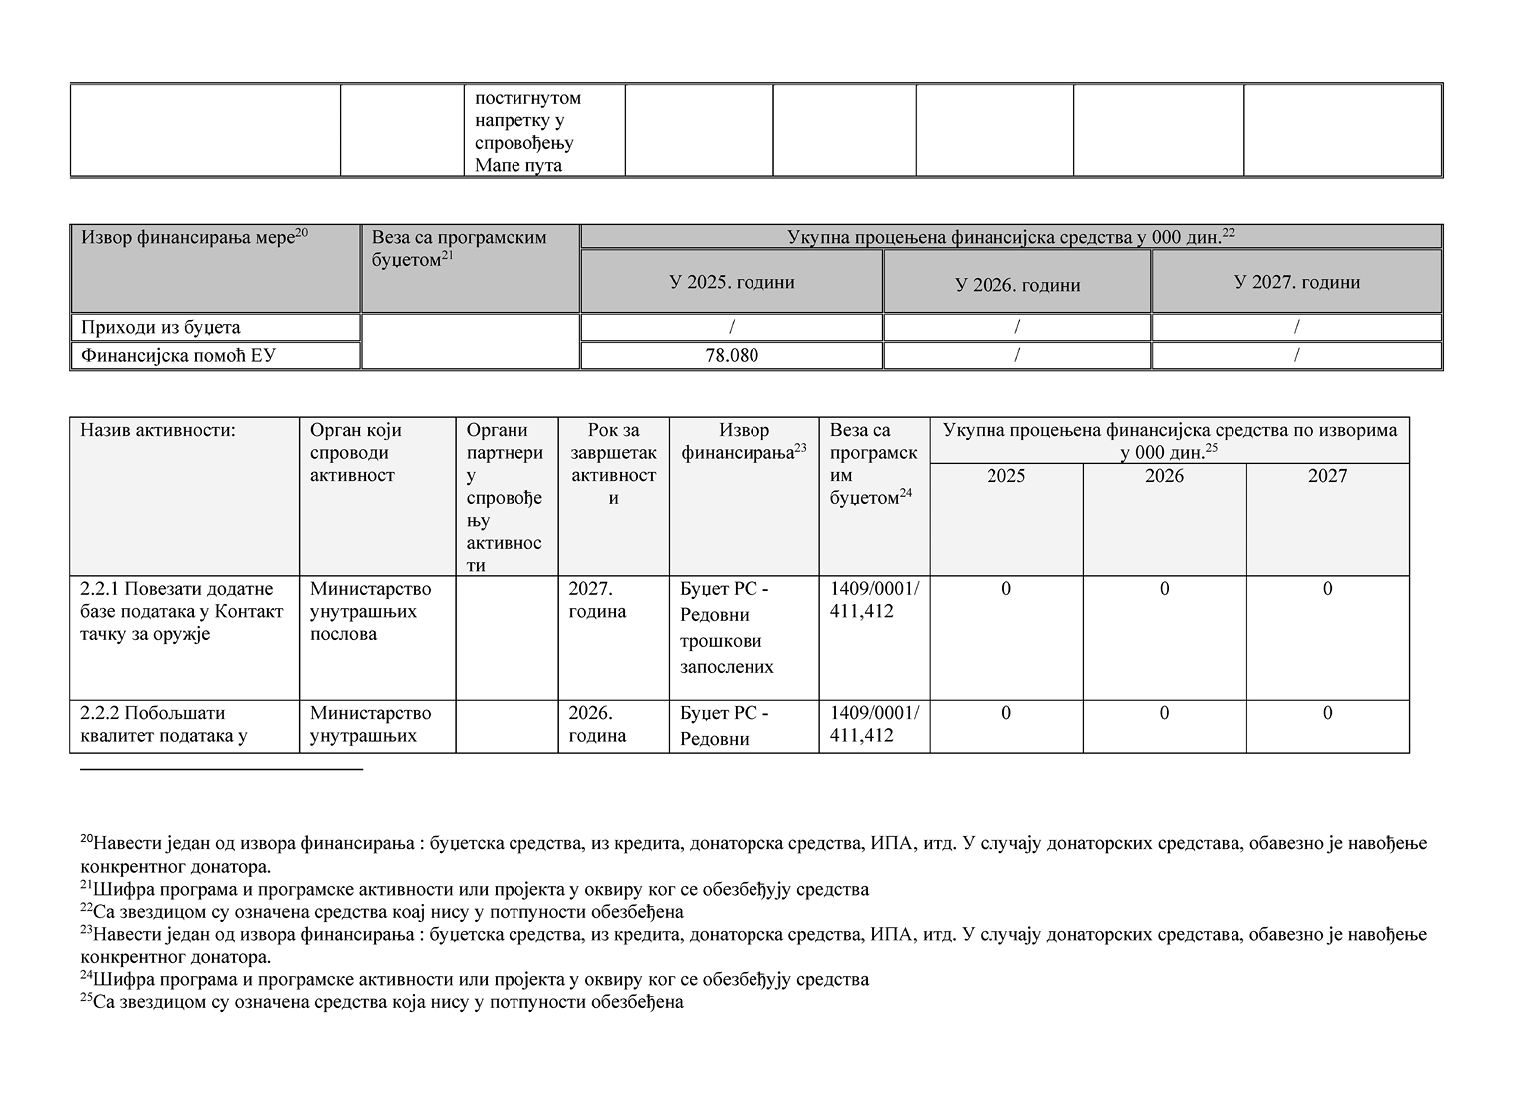 постигнутом
напретку у
спровођењу
Мапе пута
Извор финансирања мере20
Веза са програмским
буџетом21
Укупна процењена финансијска средства у 000 дин.22
У 2025. години
У 2026. години
У 2027. години
Приходи из буџета
/
/
/
Финансијска помоћ ЕУ
78.080
/
/
Назив активности:
Орган који
спроводи
активност
Органи
партнери
у
спровође
њу
активнос
ти
Рок за
завршетак
активност
и
Извор
финансирања23
Веза са
програмск
им
буџетом24
Укупна процењена финансијска средства по изворима
у 000 дин.25
2025
2026
2027
2.2.1 Повезати додатне
базе података у Контакт
тачку за оружје
Министарство
унутрашњих
послова
2027.
година
Буџет РС -
Редовни
трошкови
запослених
1409/0001/
411,412
0
0
0
2.2.2 Побољшати
квалитет података у
Министарство
унутрашњих
2026.
година
Буџет РС -
Редовни
1409/0001/
411,412
0
0
0
20Навести један од извора финансирања : буџетска средства, из кредита, донаторска средства, ИПА, итд. У случају донаторских средстава, обавезно је навођење
конкретног донатора.
21Шифра програма и програмске активности или пројекта у оквиру ког се обезбеђују средства
22Са звездицом су означена средства коај нису у потпуности обезбеђена
23Навести један од извора финансирања : буџетска средства, из кредита, донаторска средства, ИПА, итд. У случају донаторских средстава, обавезно је навођење
конкретног донатора.
24Шифра програма и програмске активности или пројекта у оквиру ког се обезбеђују средства
25Са звездицом су означена средства која нису у потпуности обезбеђена